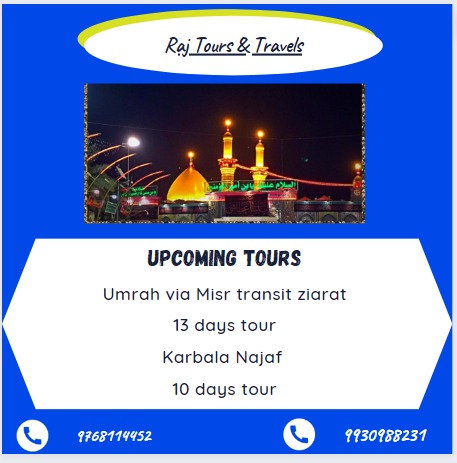 Raj Tours & Travels
UPCOMING TOURS
Umrah via Misr transit ziarat
13 days tour
Karbala Najaf
10 days tour
9768114452
9930988231